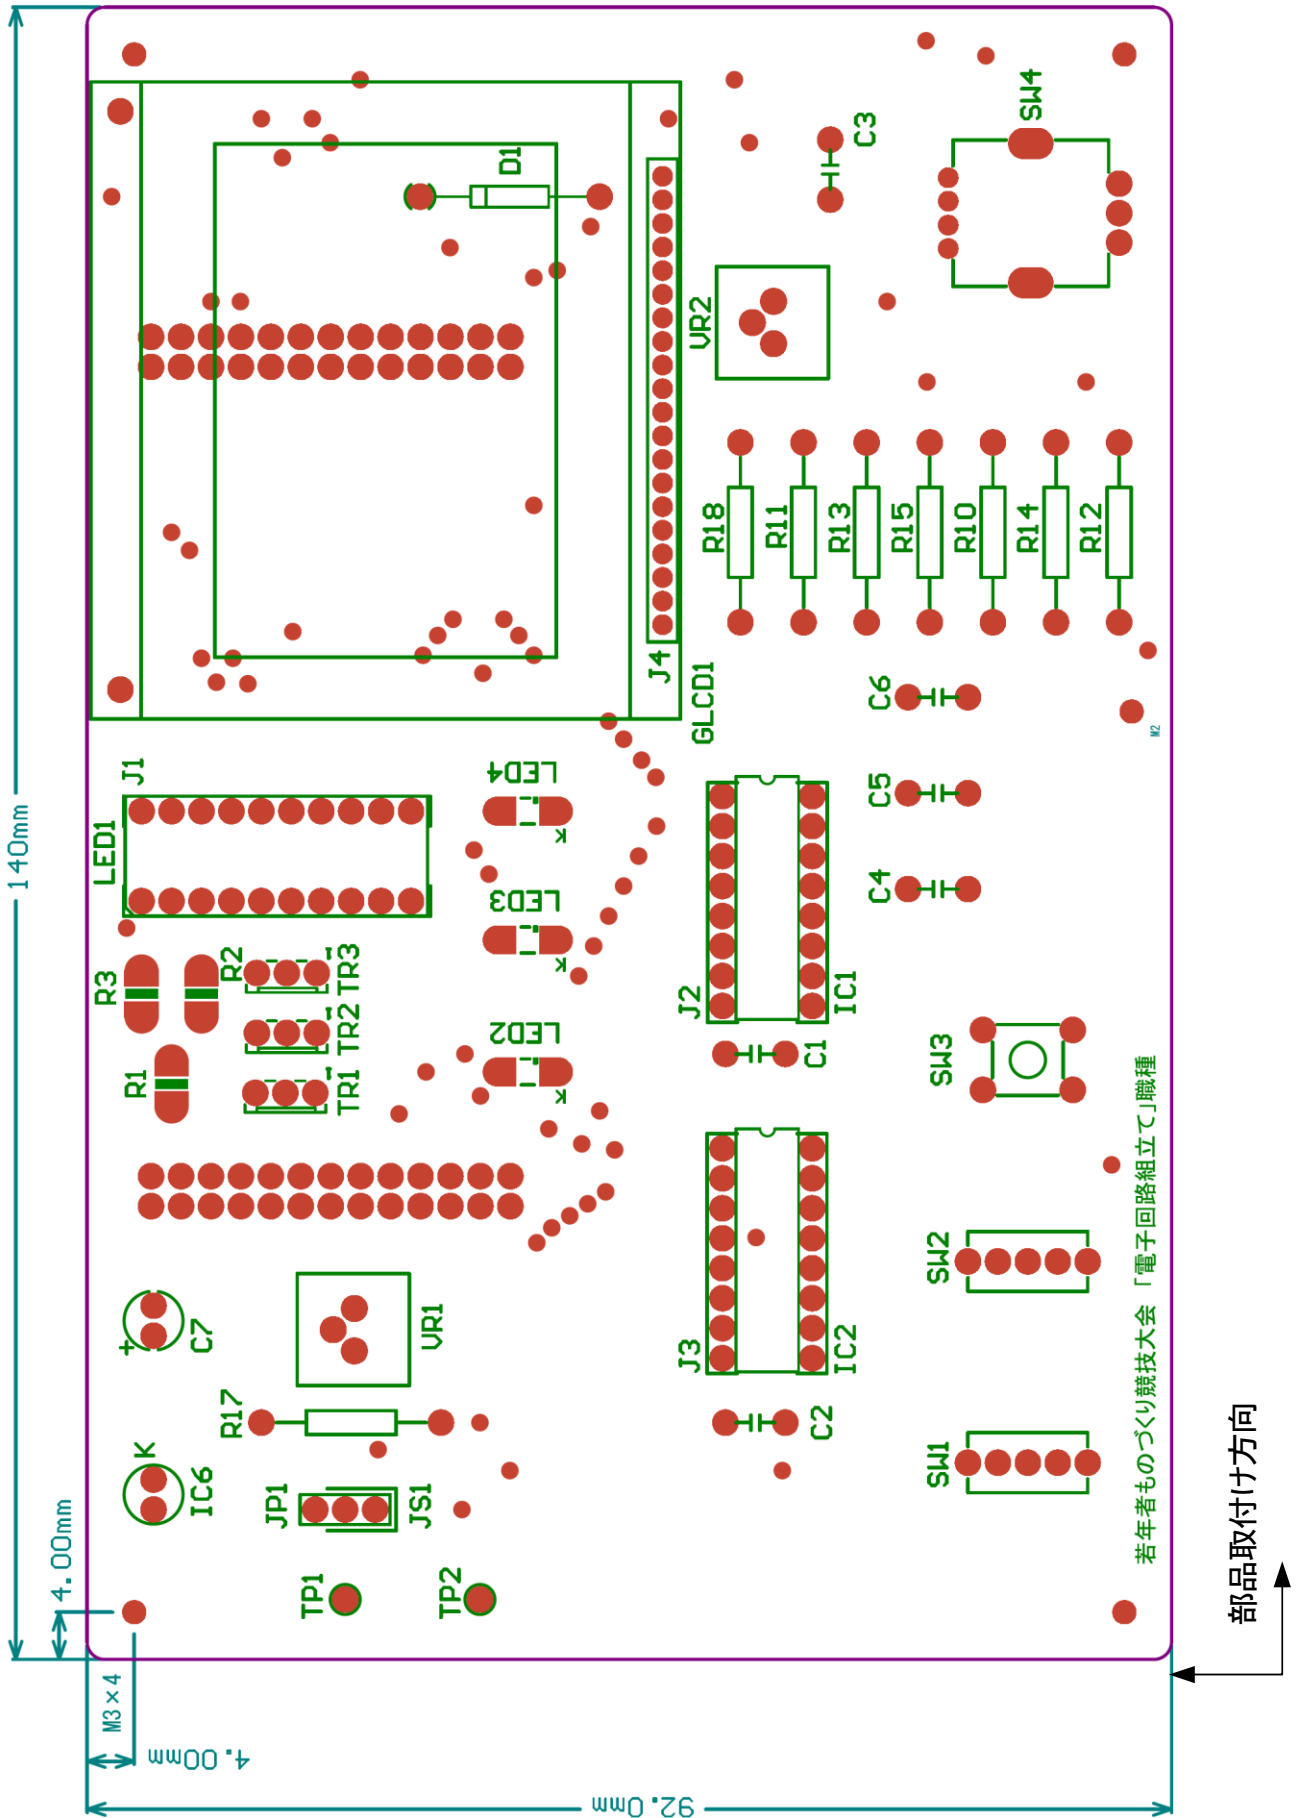 140mm
4.00mm
M3×4
4.00mm
92.0mm
SW4
C3
D1
VR2
R18
R11
R13
R15
R10
R14
R12
J4
GLCD1
C6
M2
J1
LED1
LED4
K
C5
C4
R3
R2
TR3
LED3
K
J2
IC1
R1
TR2
TR1
LED2
K
C1
SW3
+
C7
VR1
J3
IC2
SW2
R17
K
IC6
JP1
JS1
C2
SW1
TP1
TP2
若年者ものづくり競技大会 「電子回路組立て」職種
部品取付け方向